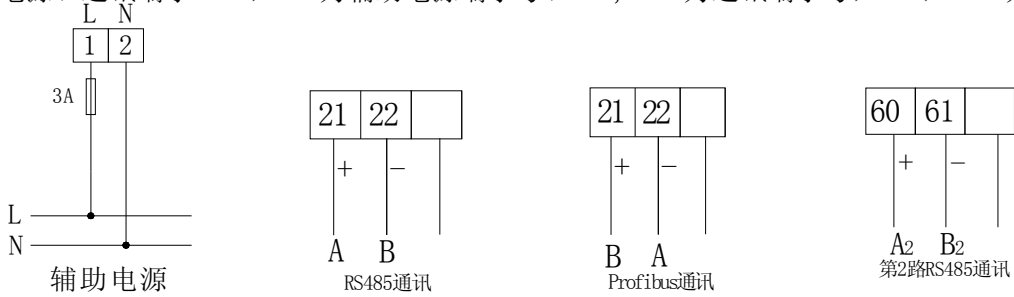 L N
1 2
3A
L
N
辅助电源
21 22
+ −
A B
RS485通讯
21 22
+ −
B A
Profibus通讯
60 61
+ −
A2 B2
第2路RS485通讯